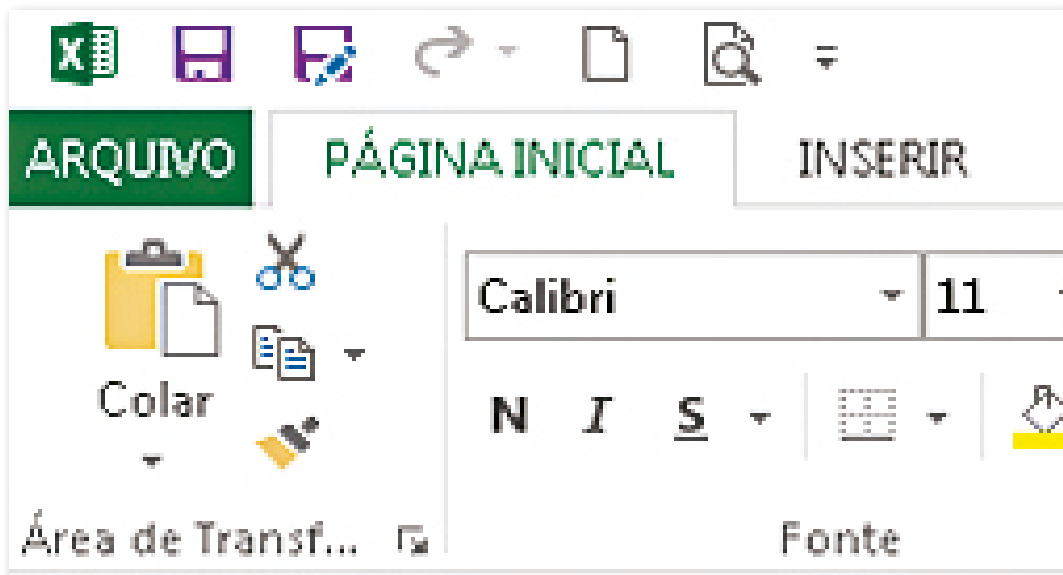 ARQUIVO PÁGINA INICIAL INSERIR
Calibri 11
Colar
N I S
Área de Transf... Fonte